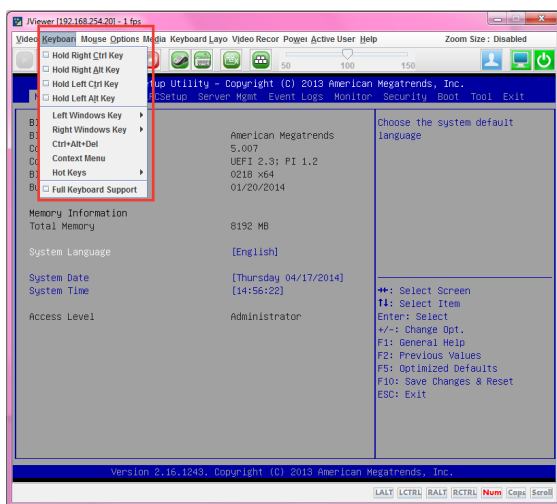 JViewer [192.168.254.20] - 1 fps
Video Keyboard Mouse Options Media Keyboard Layo Video Recor Power Active User Help Zoom Size : Disabled
50 100 150
Hold Right Ctrl Key
Hold Right Alt Key
Hold Left Ctrl Key
Hold Left Alt Key
Left Windows Key
Right Windows Key
Ctrl+Alt+Del
Context Menu
Hot Keys
Full Keyboard Support
tup Utility – Copyright (C) 2013 American Megatrends, Inc.
CSetup Server Mgmt Event Logs Monitor Security Boot Tool Exit
American Megatrends
5.007
UEFI 2.3; PI 1.2
0218 x64
01/20/2014
Memory Information
Total Memory 8192 MB
System Language [English]
System Date [Thursday 04/17/2014]
System Time [14:56:22]
Access Level Administrator
Choose the system default
language
→←: Select Screen
↑↓: Select Item
Enter: Select
+/-: Change Opt.
F1: General Help
F2: Previous Values
F5: Optimized Defaults
F10: Save Changes & Reset
ESC: Exit
Version 2.16.1243. Copyright (C) 2013 American Megatrends, Inc.
LALT LCTRL RALT RCTRL Num Caps Scroll